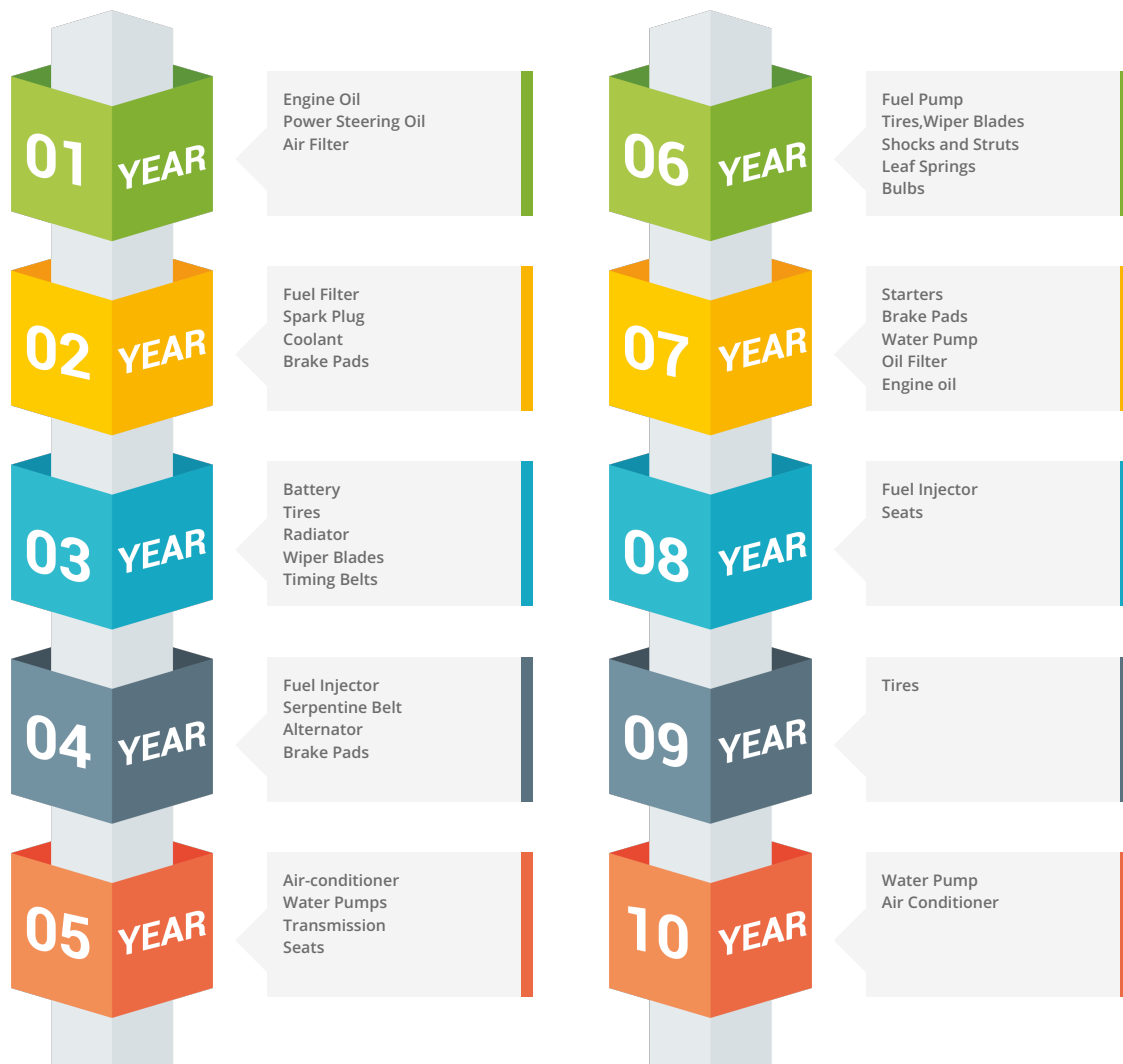 01 YEAR
Engine Oil
Power Steering Oil
Air Filter
02 YEAR
Fuel Filter
Spark Plug
Coolant
Brake Pads
03 YEAR
Battery
Tires
Radiator
Wiper Blades
Timing Belts
04 YEAR
Fuel Injector
Serpentine Belt
Alternator
Brake Pads
05 YEAR
Air-conditioner
Water Pumps
Transmission
Seats
06 YEAR
Fuel Pump
Tires,Wiper Blades
Shocks and Struts
Leaf Springs
Bulbs
07 YEAR
Starters
Brake Pads
Water Pump
Oil Filter
Engine oil
08 YEAR
Fuel Injector
Seats
09 YEAR
Tires
10 YEAR
Water Pump
Air Conditioner